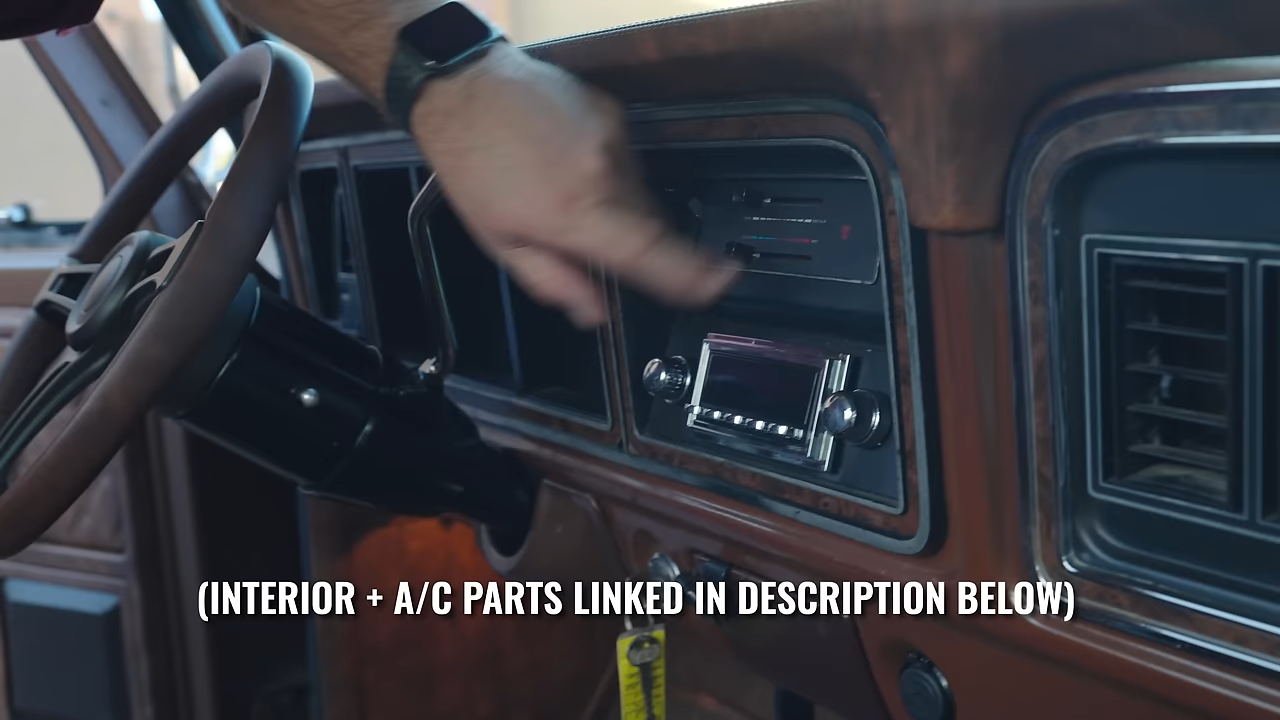 (INTERIOR + A/C PARTS LINKED IN DESCRIPTION BELOW)